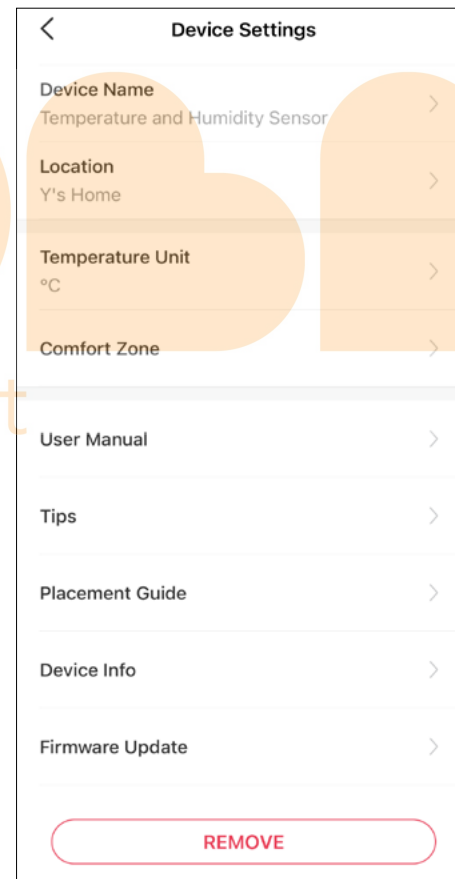 Device Settings
Device Name
Temperature and Humidity Sensor
Location
Y's Home
Temperature Unit
°C
Comfort Zone
User Manual
Tips
Placement Guide
Device Info
Firmware Update
REMOVE